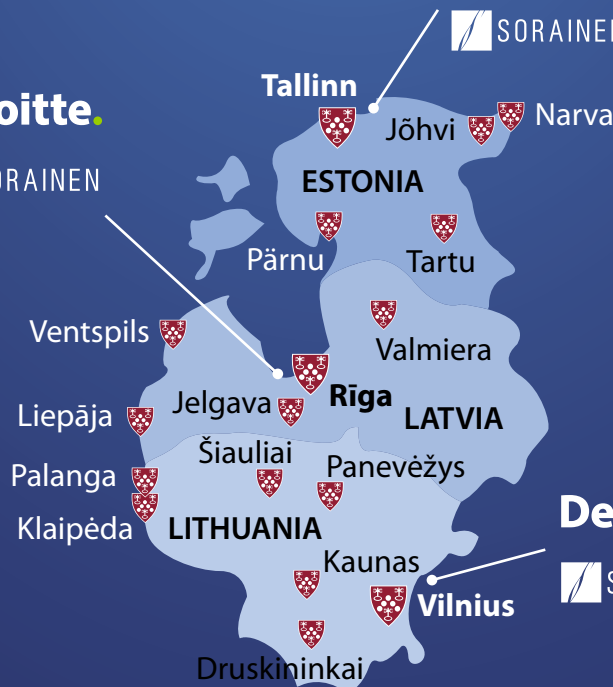 SORAINEN
Tallinn
oitte.
Jõhvi
Narva
ORAINEN
ESTONIA
Pärnu
Tartu
Ventspils
Valmiera
Jelgava
Rīga
Liepāja
LATVIA
Šiauliai
Panevėžys
Palanga
Klaipėda
LITHUANIA
De
Kaunas
S
Vilnius
Druskininkai